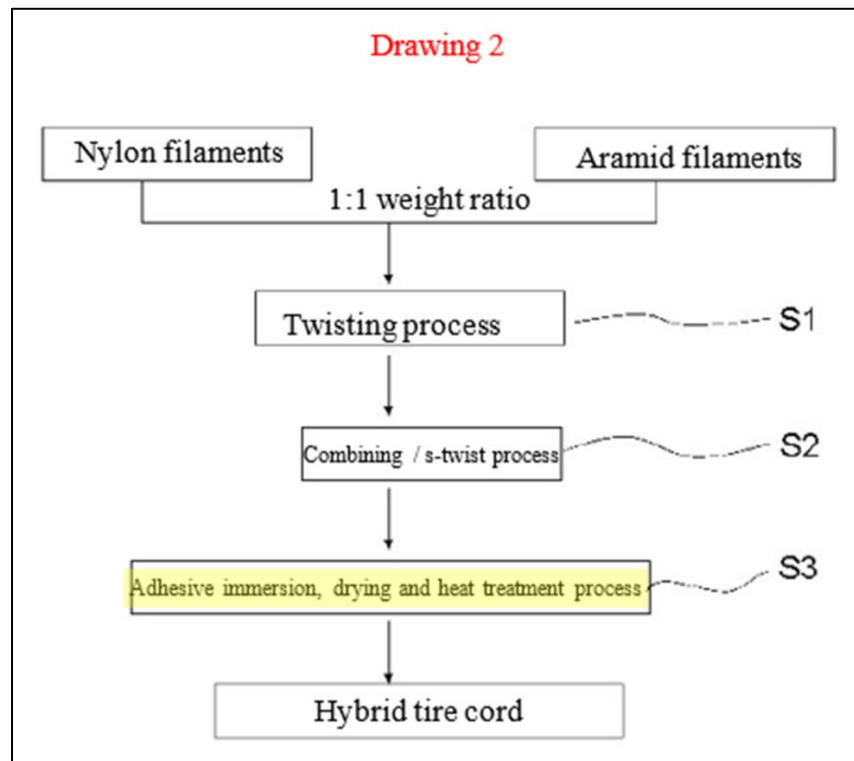 Drawing 2
Nylon filaments
Aramid filaments
1:1 weight ratio
Twisting process
S1
Combining / s-twist process
S2
Adhesive immersion, drying and heat treatment process
S3
Hybrid tire cord